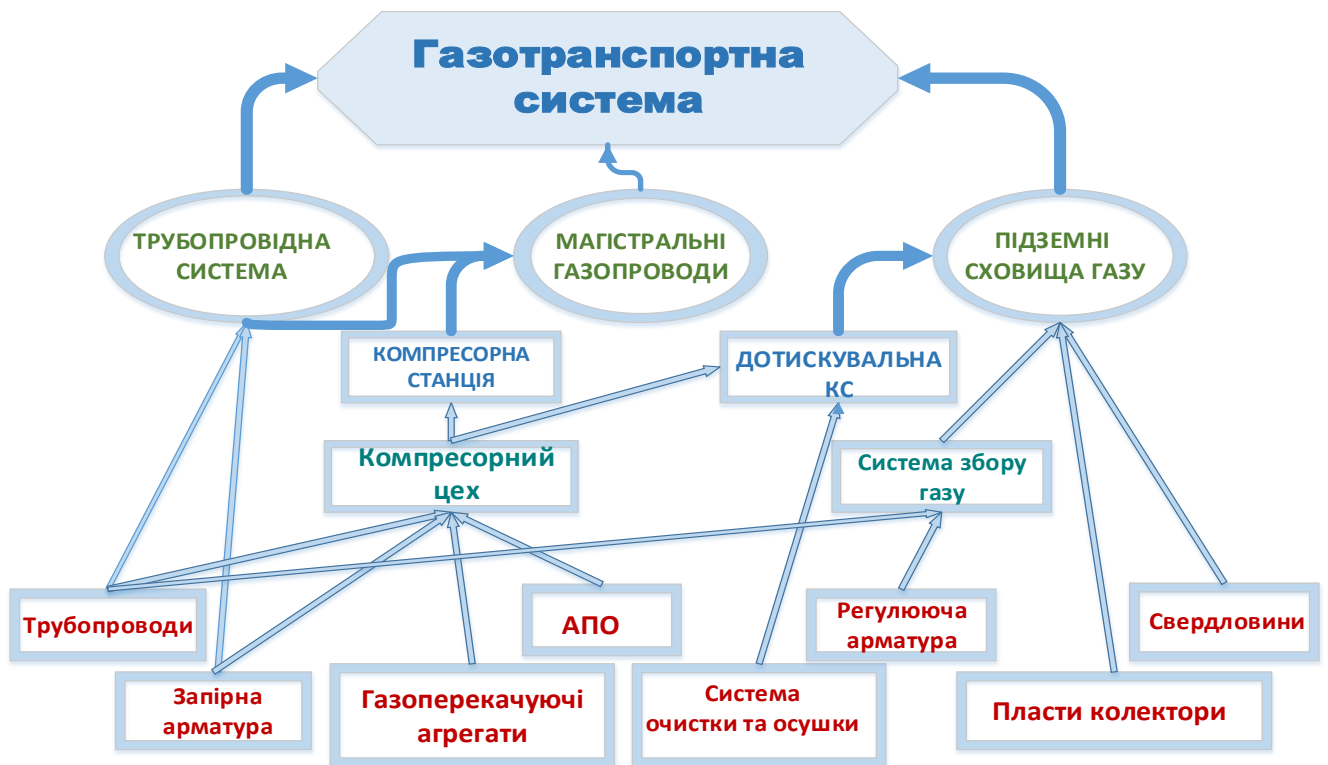 Газотранспортна
система
ТРУБОПРОВІДНА
СИСТЕМА
МАГІСТРАЛЬНІ
ГАЗОПРОВОДИ
ПІДЗЕМНІ
СХОВИЩА ГАЗУ
КОМПРЕСОРНА
СТАНЦІЯ
ДОТИСКУВАЛЬНА
КС
Компресорний
цех
Система збору
газу
Трубопроводи
АПО
Регулююча
арматура
Свердловини
Запірна
арматура
Газоперекачуючі
агрегати
Система
очистки та осушки
Пласти колектори